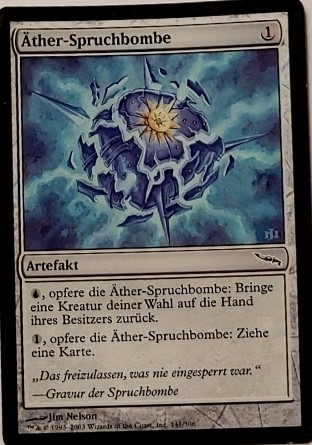 Äther-Spruchbombe 1
Artefakt
, opfere die Äther-Spruchbombe: Bringe
eine Kreatur deiner Wahl auf die Hand
ihres Besitzers zurück.
1, opfere die Äther-Spruchbombe: Ziehe
eine Karte.
„Das freizulassen, was nie eingesperrt war.“
—Gravur der Spruchbombe
Jim Nelson
™ & © 1993–2003 Wizards of the Coast, Inc. 141/306